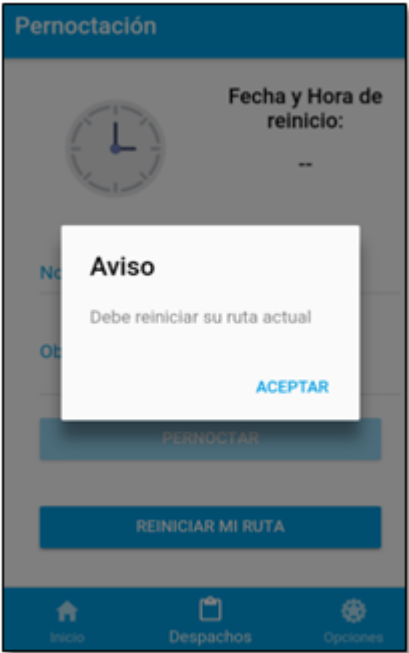 Pernoctación
Fecha y Hora de
reinicio:
--
Aviso
Debe reiniciar su ruta actual
ACEPTAR
PERNOCTAR
REINICIAR MI RUTA
Inicio
Despachos
Opciones